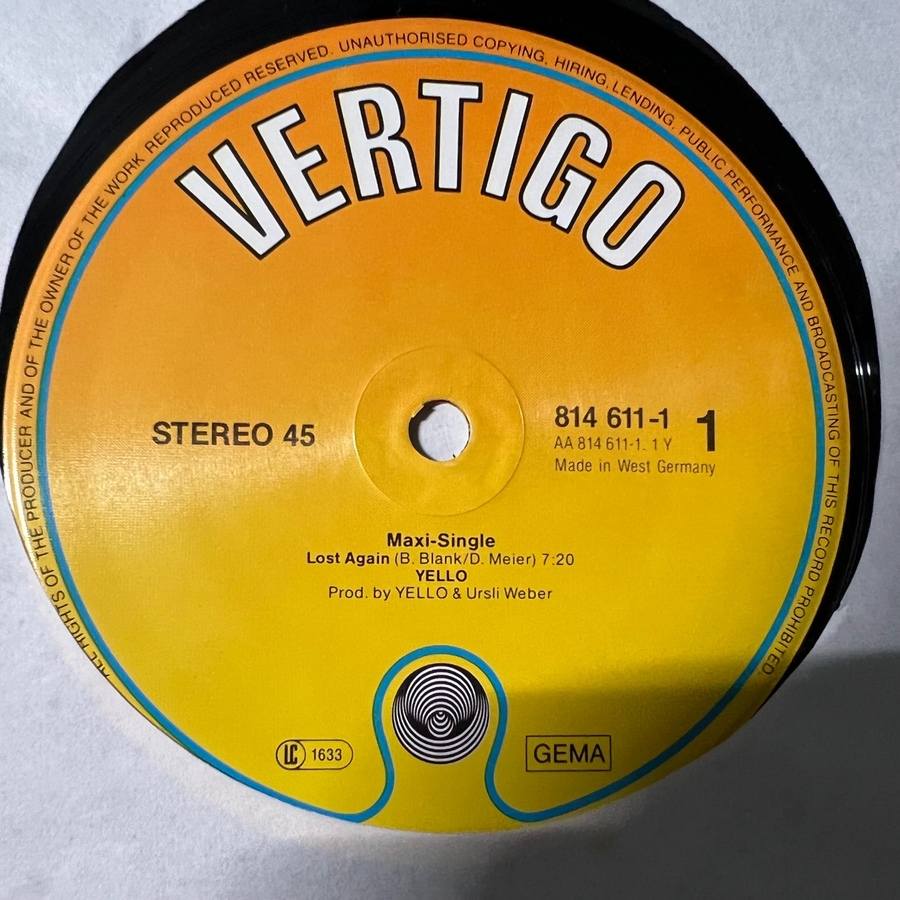 ALL RIGHTS OF THE PRODUCER AND OF THE OWNER OF THE WORK REPRODUCED RESERVED. UNAUTHORISED COPYING, HIRING, LENDING, PUBLIC PERFORMANCE AND BROADCASTING OF THIS RECORD PROHIBITED.
VERTIGO
STEREO 45
814 611-1 1
AA 814 611-1. 1 Y
Made in West Germany
Maxi-Single
Lost Again (B. Blank/D. Meier) 7:20
YELLO
Prod. by YELLO & Ursli Weber
LC 1633
GEMA